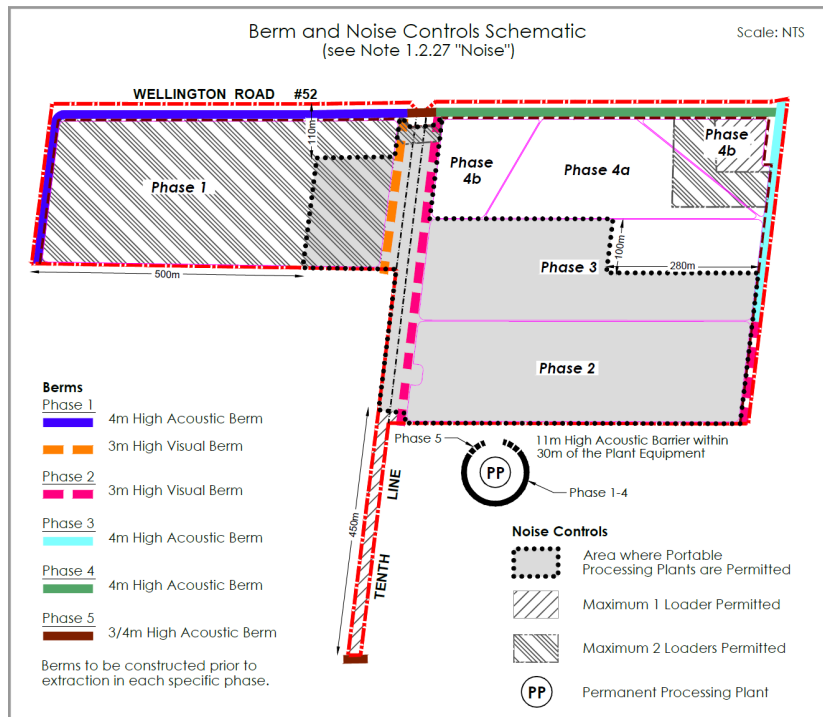 Berm and Noise Controls Schematic
(see Note 1.2.27 "Noise")
Scale: NTS
WELLINGTON ROAD #52
110m
Phase 1
Phase
4b
Phase 4a
Phase
4b
500m
Phase 3
100m
280m
Phase 2
Berms
Phase 1
4m High Acoustic Berm
3m High Visual Berm
Phase 2
3m High Visual Berm
Phase 3
4m High Acoustic Berm
Phase 4
4m High Acoustic Berm
Phase 5
3/4m High Acoustic Berm
Berms to be constructed prior to
extraction in each specific phase.
450m
TENTH LINE
Phase 5
11m High Acoustic Barrier within
30m of the Plant Equipment
PP
Phase 1-4
Noise Controls
Area where Portable
Processing Plants are Permitted
Maximum 1 Loader Permitted
Maximum 2 Loaders Permitted
PP
Permanent Processing Plant